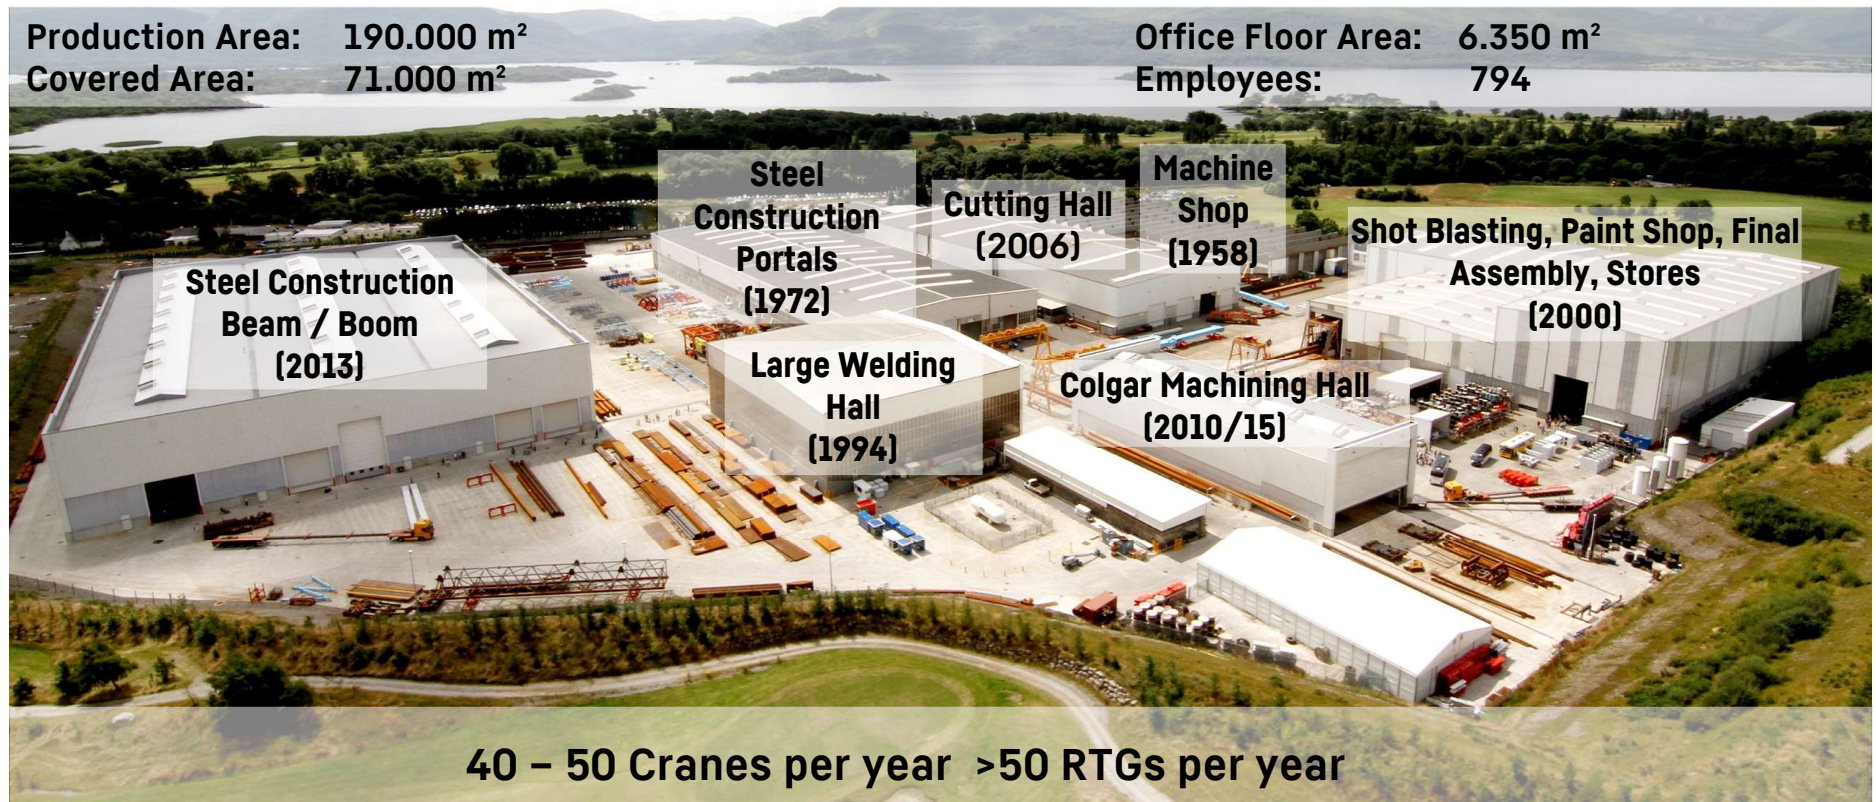 Production Area: 190.000 m²
Covered Area: 71.000 m²
Office Floor Area: 6.350 m²
Employees: 794
Steel
Construction
Portals
(1972)
Cutting Hall
(2006)
Machine
Shop
(1958)
Shot Blasting, Paint Shop, Final
Assembly, Stores
(2000)
Steel Construction
Beam / Boom
(2013)
Large Welding
Hall
(1994)
Colgar Machining Hall
(2010/15)
40 – 50 Cranes per year >50 RTGs per year